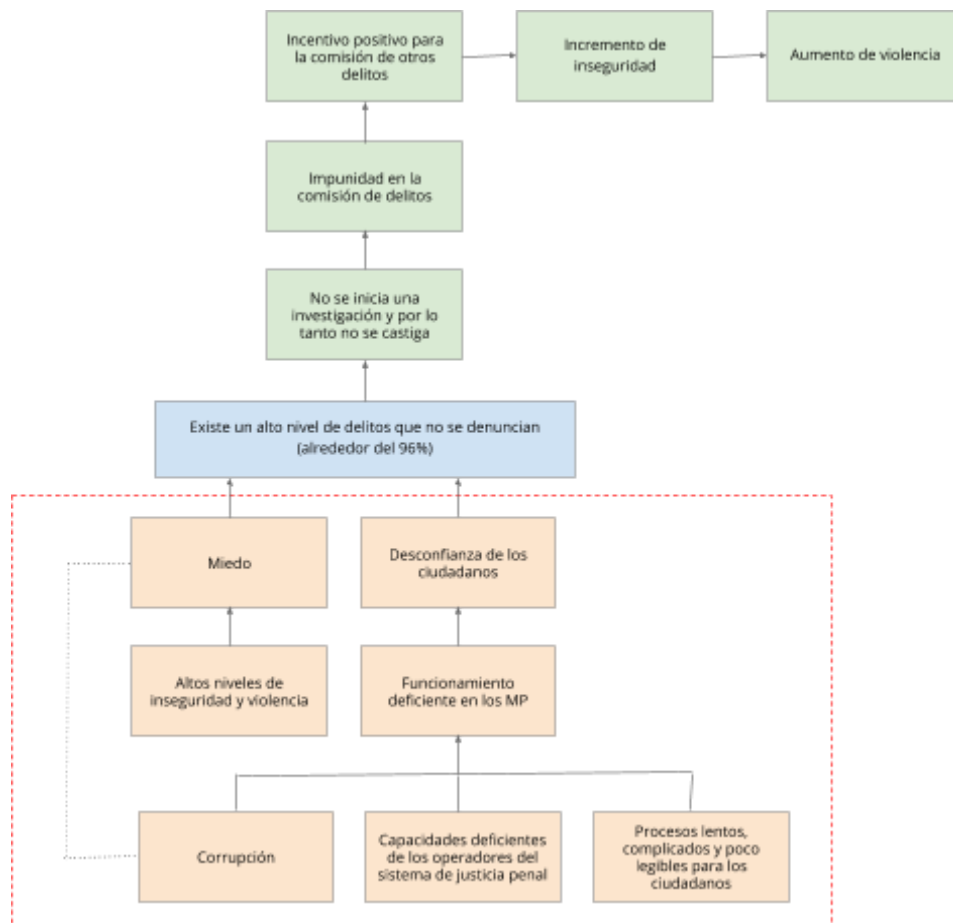 Incentivo positivo para
la comisión de otros
delitos
Incremento de
inseguridad
Aumento de violencia
Impunidad en la
comisión de delitos
No se inicia una
investigación y por lo
tanto no se castiga
Existe un alto nivel de delitos que no se denuncian
(alrededor del 96%)
Miedo
Desconfianza de los
ciudadanos
Altos niveles de
inseguridad y violencia
Funcionamiento
deficiente en los MP
Corrupción
Capacidades deficientes
de los operadores del
sistema de justicia penal
Procesos lentos,
complicados y poco
legibles para los
ciudadanos